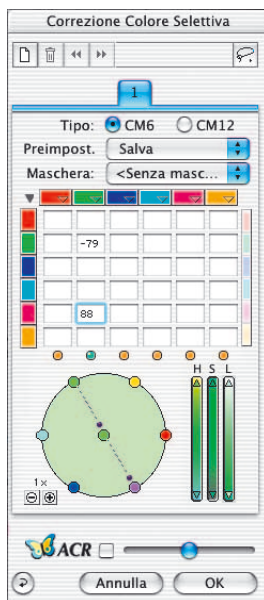 Correzione Colore Selettiva
1
Tipo: CM6 CM12
Preimpost. Salva
Maschera: <Senza masc...
-79
88
H S L
1×
ACR
Annulla OK